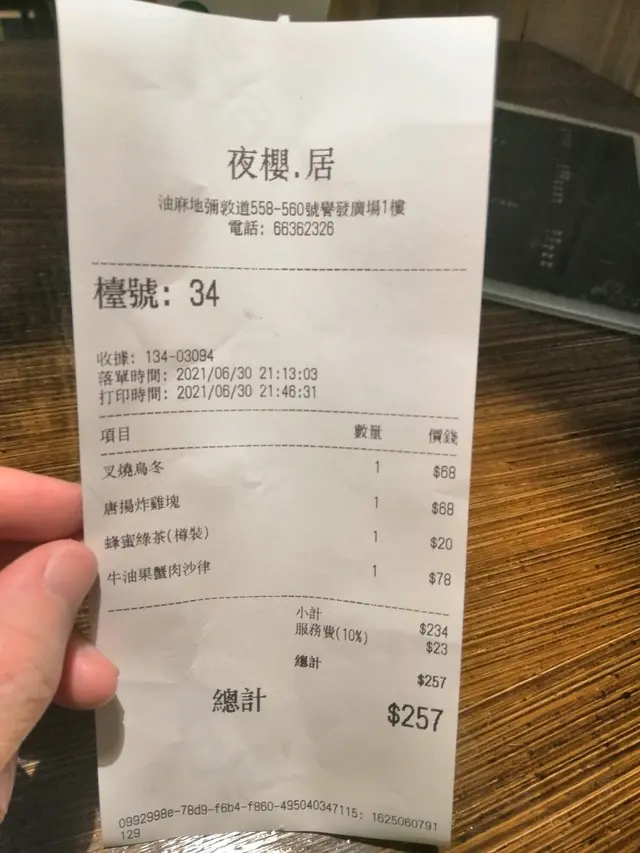 夜櫻.居
油麻地彌敦道558-560號譽發廣場1樓
電話: 66362326
檯號: 34
收據: 134-03094
落單時間: 2021/06/30 21:13:03
打印時間: 2021/06/30 21:46:31
項目 數量 價錢
叉燒烏冬 1 $68
唐揚炸雞塊 1 $68
蜂蜜綠茶(樽裝) 1 $20
牛油果蟹肉沙律 1 $78
小計 $234
服務費(10%) $23
總計 $257
總計 $257
0992998e-78d9-f6b4-f860-495040347115: 1625060791
129